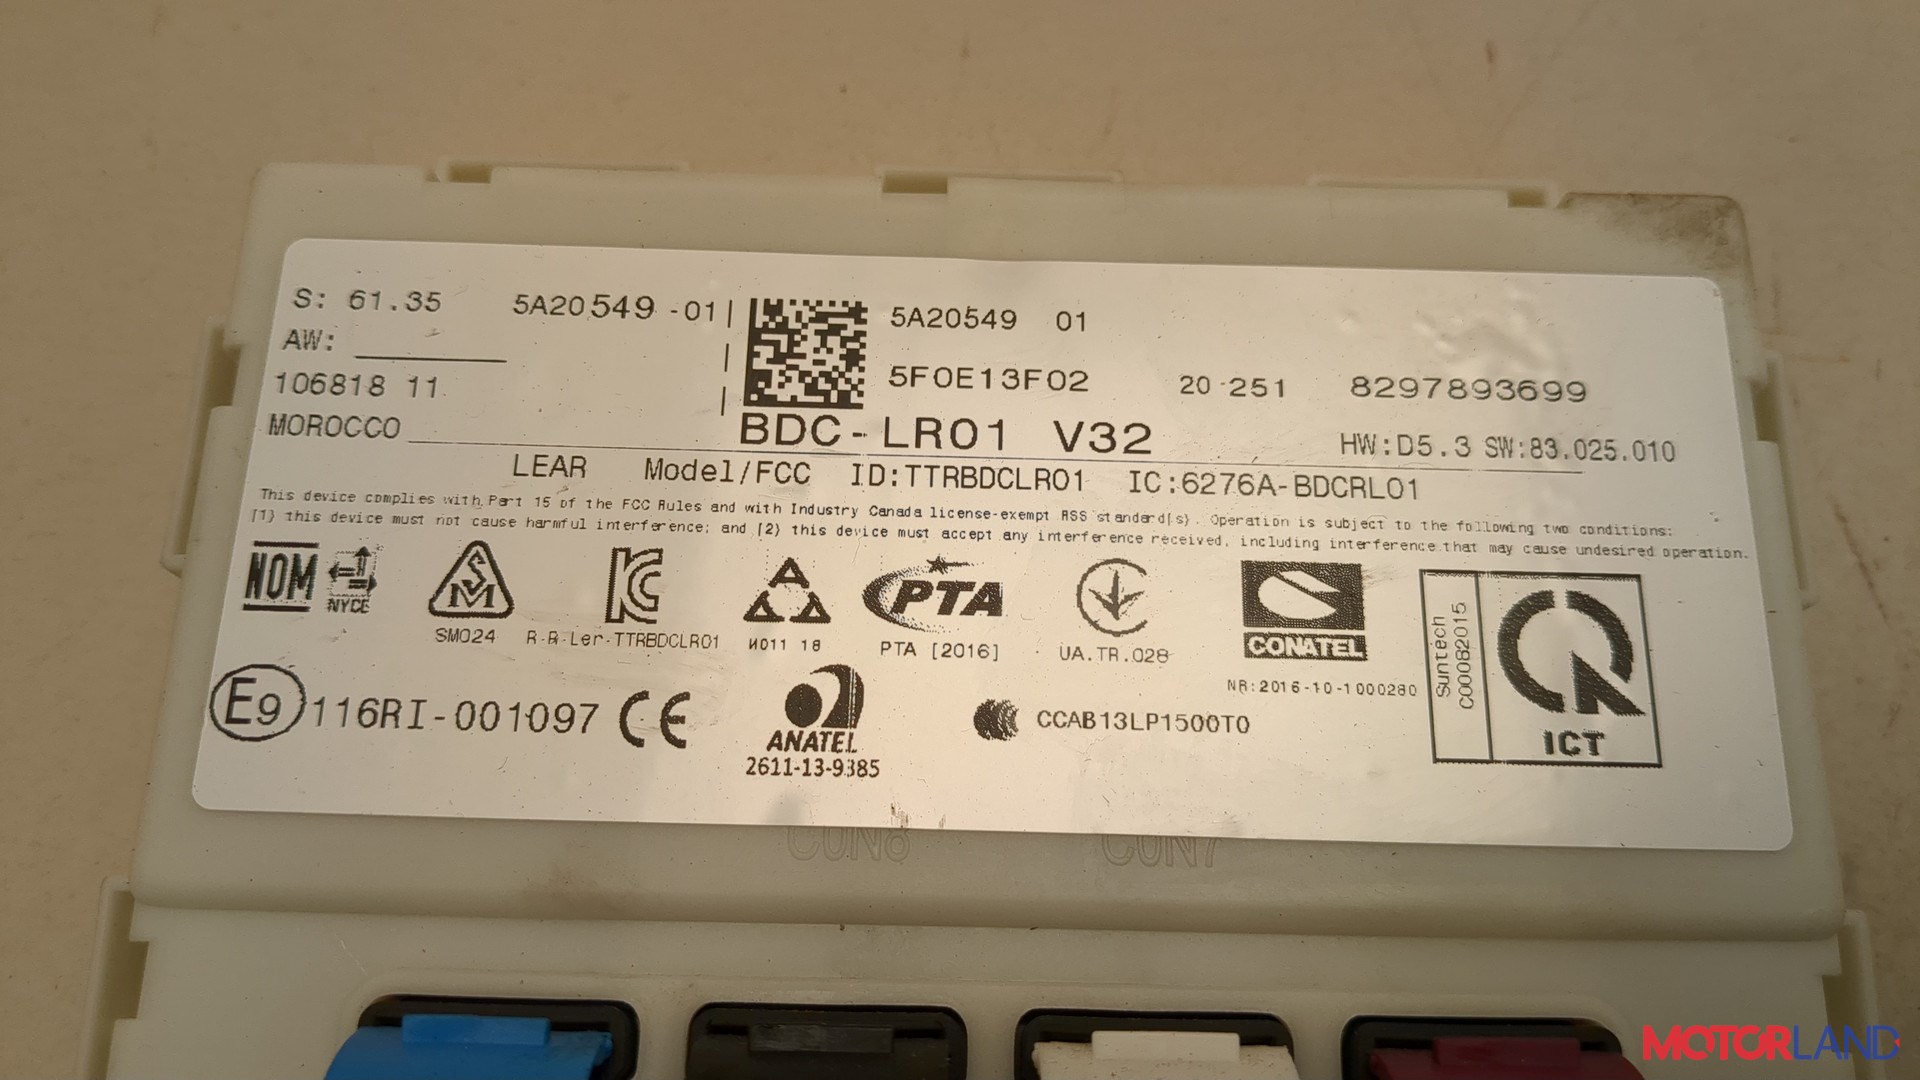 S: 61.35 5A20549 -01
AW:
106818 11
MOROCCO
5A20549 01
5F0E13F02 20 251 8297893699
BDC-LR01 V32 HW:D5.3 SW:83.025.010
LEAR Model/FCC ID:TTRBDCLR01 IC:6276A-BDCRL01
This device complies with Part 15 of the FCC Rules and with Industry Canada license-exempt RSS standard(s). Operation is subject to the following two conditions:
(1) this device must not cause harmful interference; and (2) this device must accept any interference received, including interference that may cause undesired operation.
NOM NYCE
SM
SM024
R-R-Ler-TTRBDCLR01
И011 18
PTA
PTA [2016]
UA.TR.028
CONATEL
NR:2016-10-1000280
Suntech
C00082015
ICT
E9 116RI-001097 CE
ANATEL
2611-13-9385
CCAB13LP1500T0
CON8 CON7
MOTORLAND